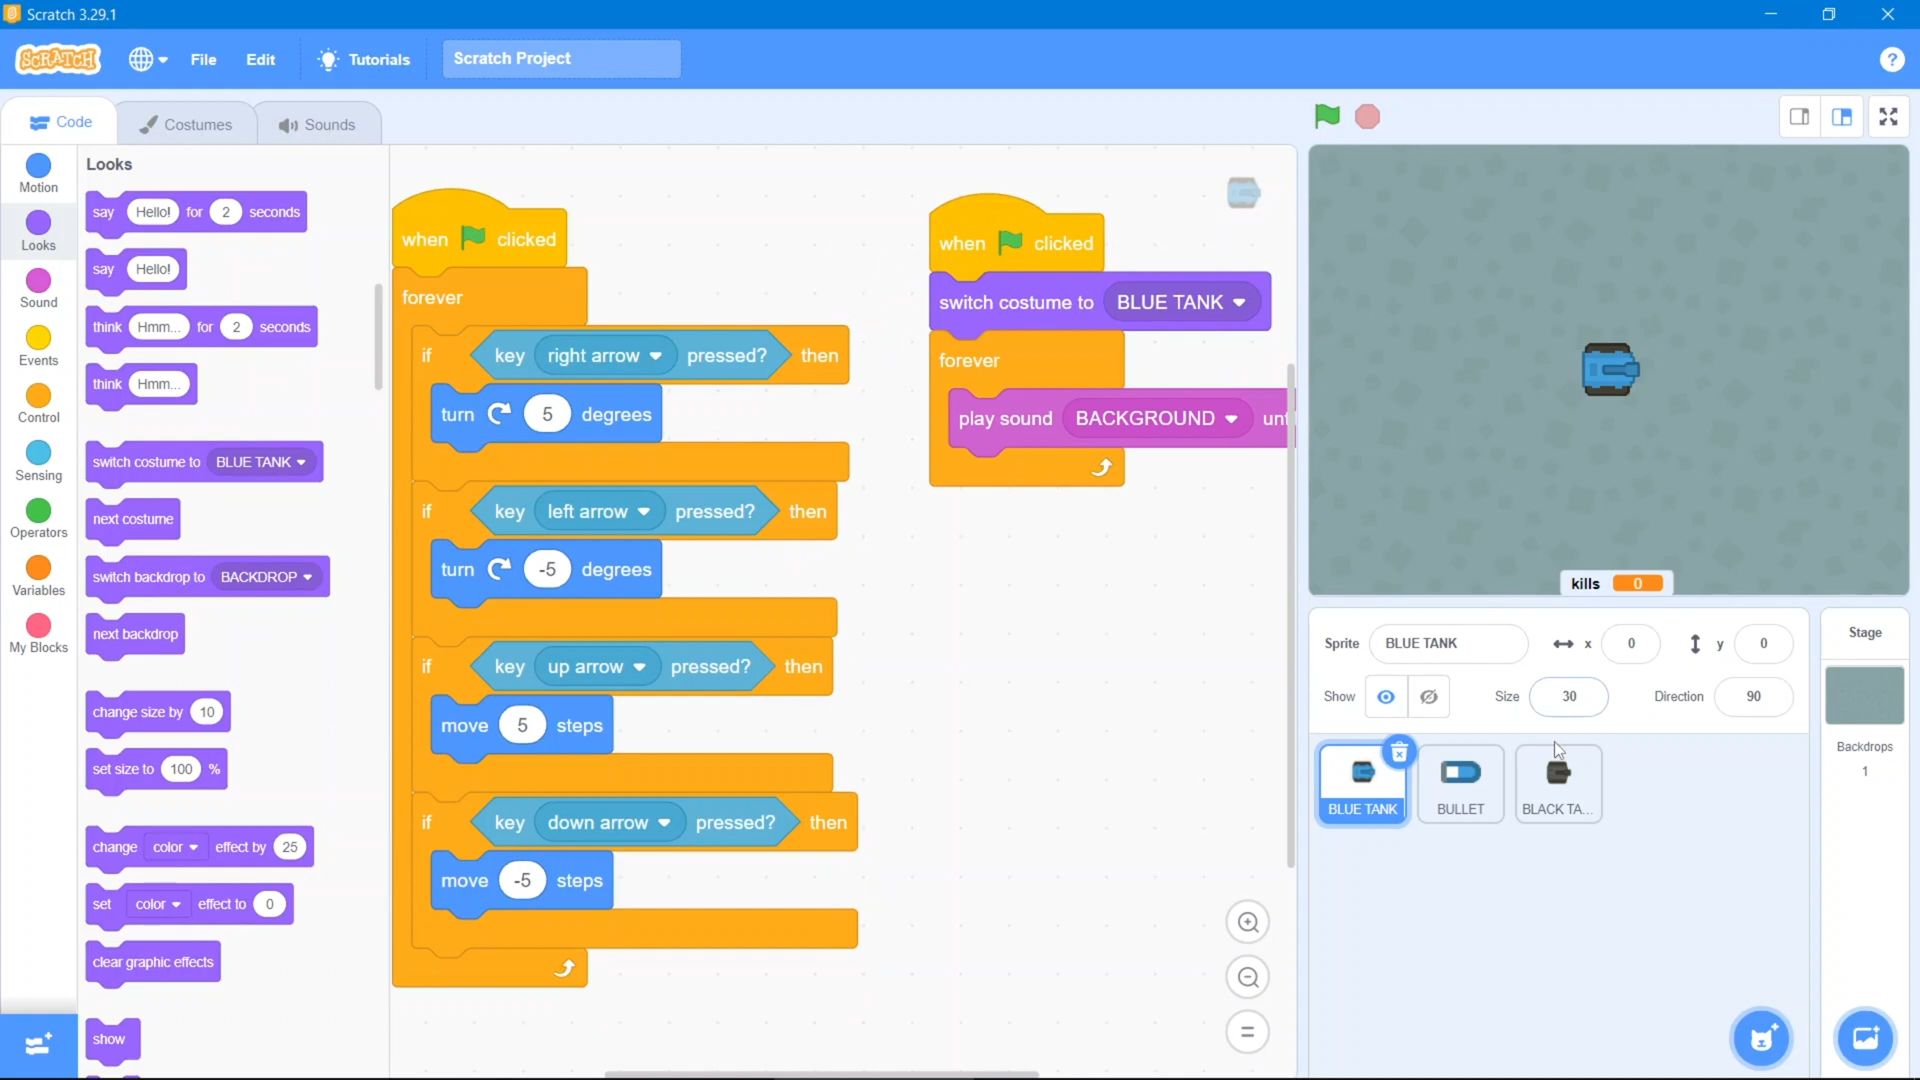 Scratch 3.29.1
SCRATCH
File
Edit
Tutorials
Scratch Project
?
Code
Costumes
Sounds
Motion
Looks
Sound
Events
Control
Sensing
Operators
Variables
My Blocks
Looks
say Hello! for 2 seconds
say Hello!
think Hmm... for 2 seconds
think Hmm...
switch costume to BLUE TANK
next costume
switch backdrop to BACKDROP
next backdrop
change size by 10
set size to 100 %
change color effect by 25
set color effect to 0
clear graphic effects
show
when clicked
forever
if key right arrow pressed? then
turn 5 degrees
if key left arrow pressed? then
turn -5 degrees
if key up arrow pressed? then
move 5 steps
if key down arrow pressed? then
move -5 steps
when clicked
switch costume to BLUE TANK
forever
play sound BACKGROUND
kills 0
Sprite BLUE TANK x 0 y 0
Show Size 30 Direction 90
BLUE TANK
BULLET
BLACK TA...
Stage
Backdrops
1